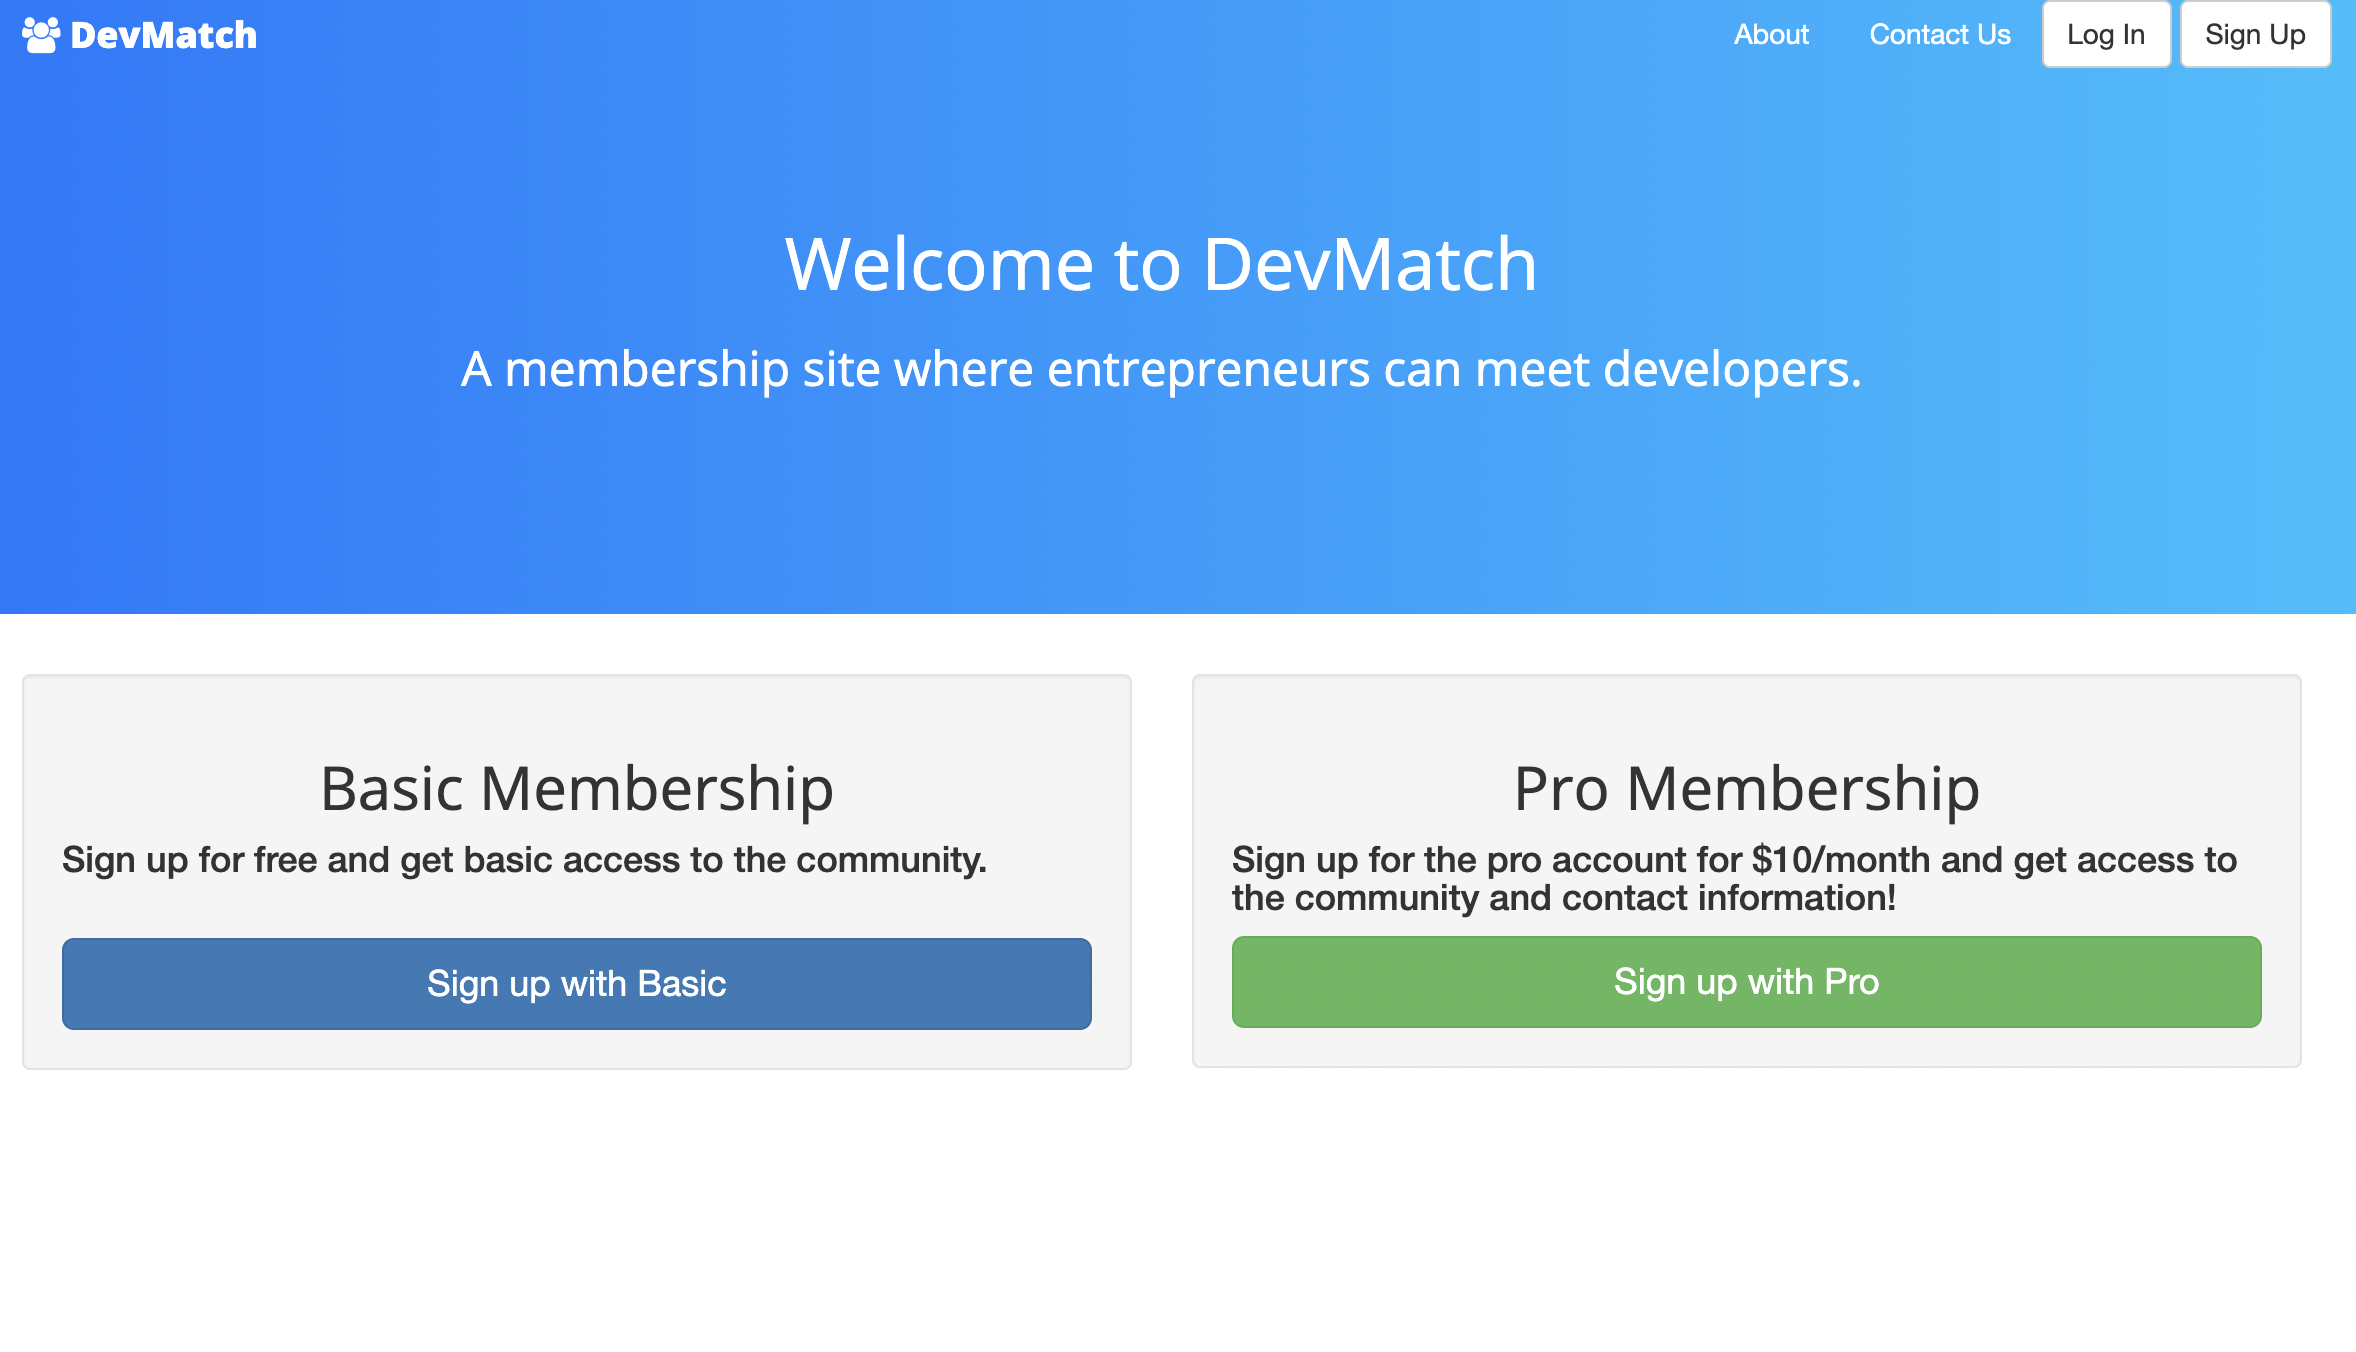 DevMatch
About
Contact Us
Log In
Sign Up
Welcome to DevMatch
A membership site where entrepreneurs can meet developers.
Basic Membership
Sign up for free and get basic access to the community.
Sign up with Basic
Pro Membership
Sign up for the pro account for $10/month and get access to
the community and contact information!
Sign up with Pro